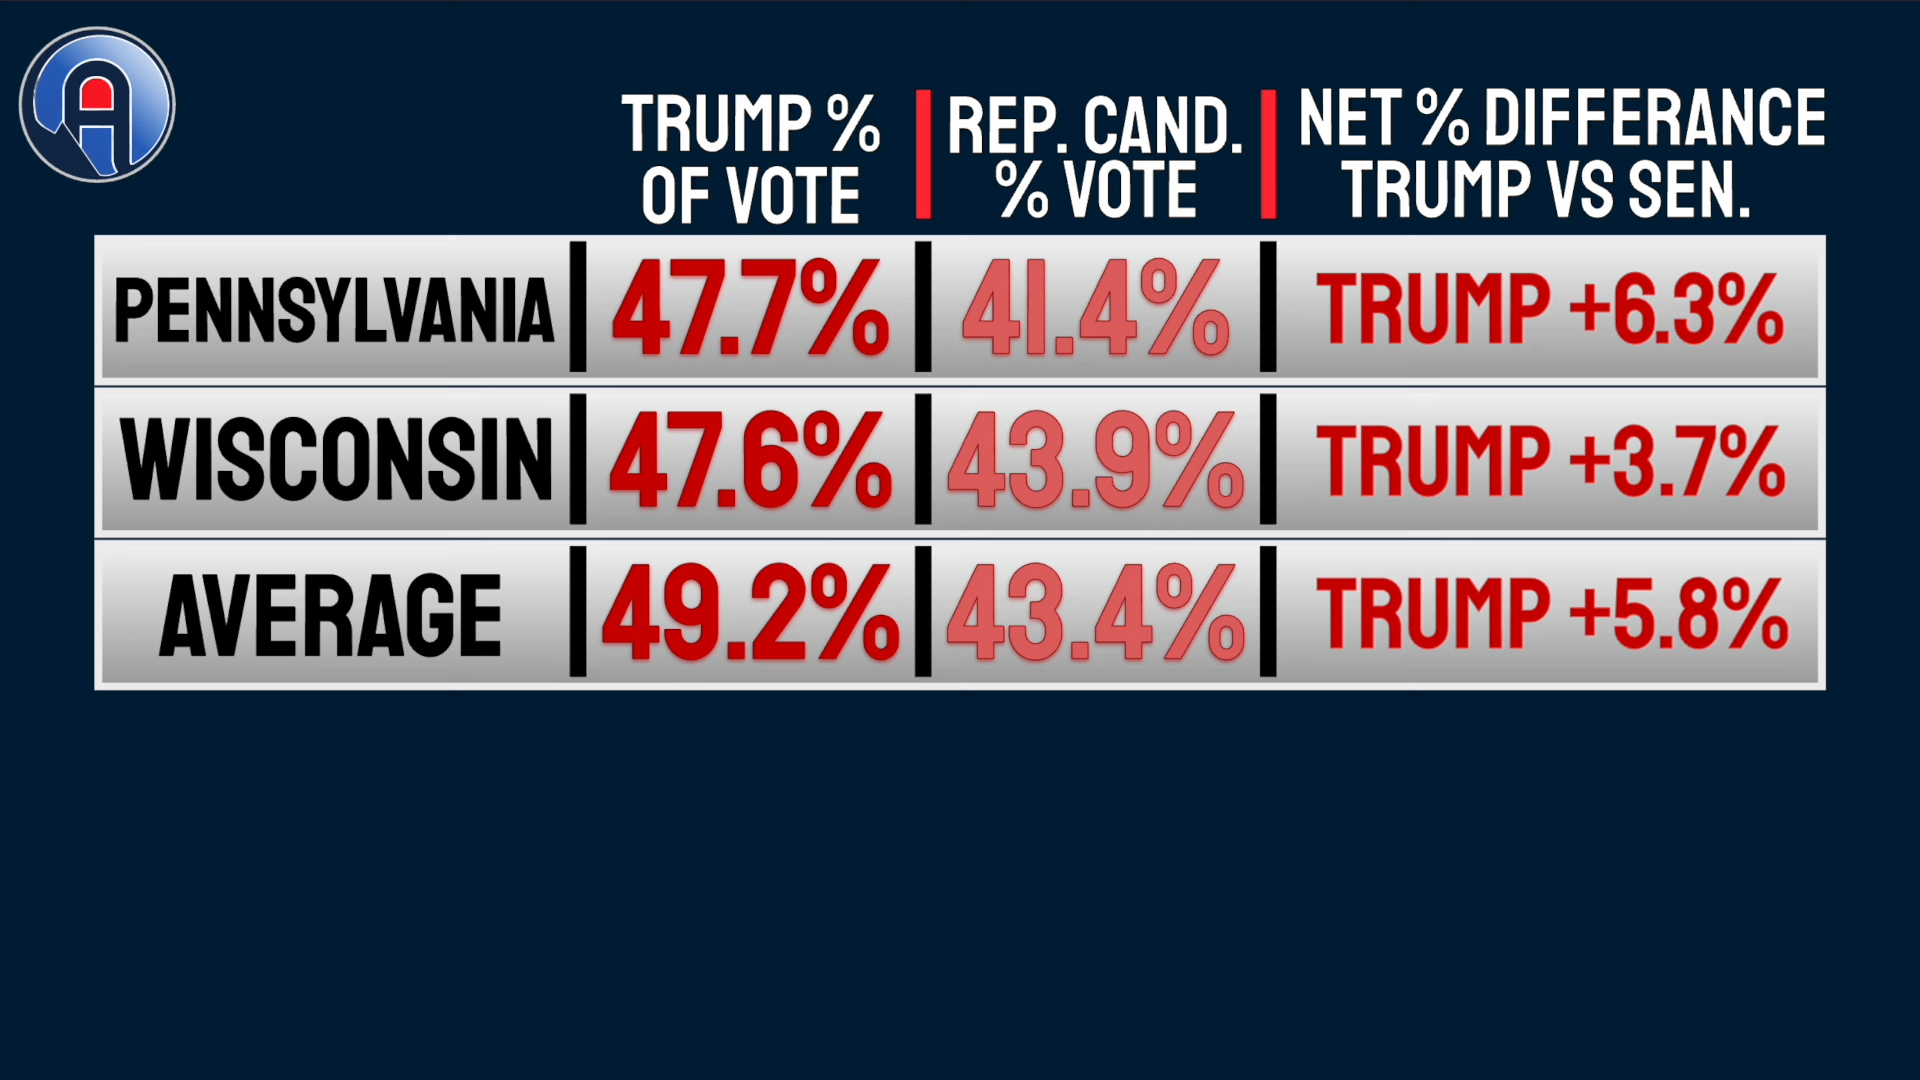 TRUMP %
OF VOTE
REP. CAND.
% VOTE
NET % DIFFERANCE
TRUMP VS SEN.
PENNSYLVANIA 47.7% 41.4% TRUMP +6.3%
WISCONSIN 47.6% 43.9% TRUMP +3.7%
AVERAGE 49.2% 43.4% TRUMP +5.8%